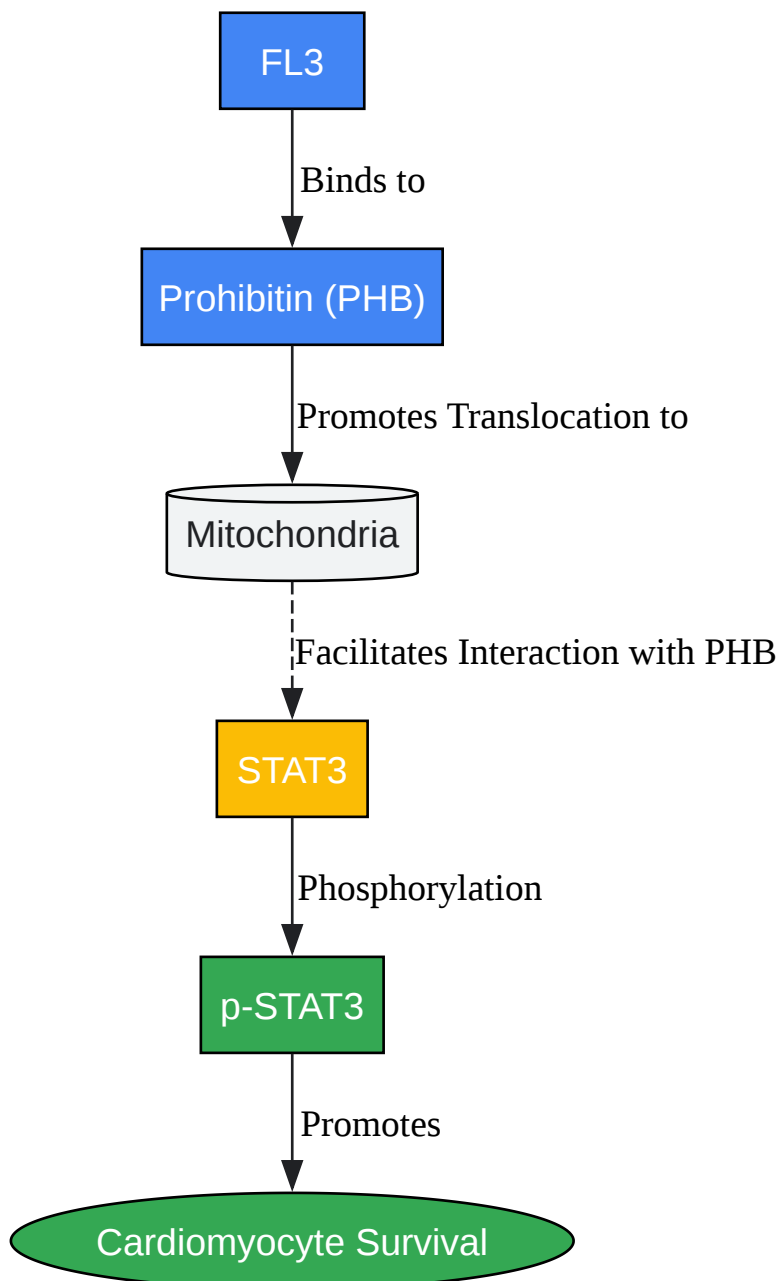 FL3
Binds to
Prohibitin (PHB)
Promotes Translocation to
Mitochondria
Facilitates Interaction with PHB
STAT3
Phosphorylation
p-STAT3
Promotes
Cardiomyocyte Survival